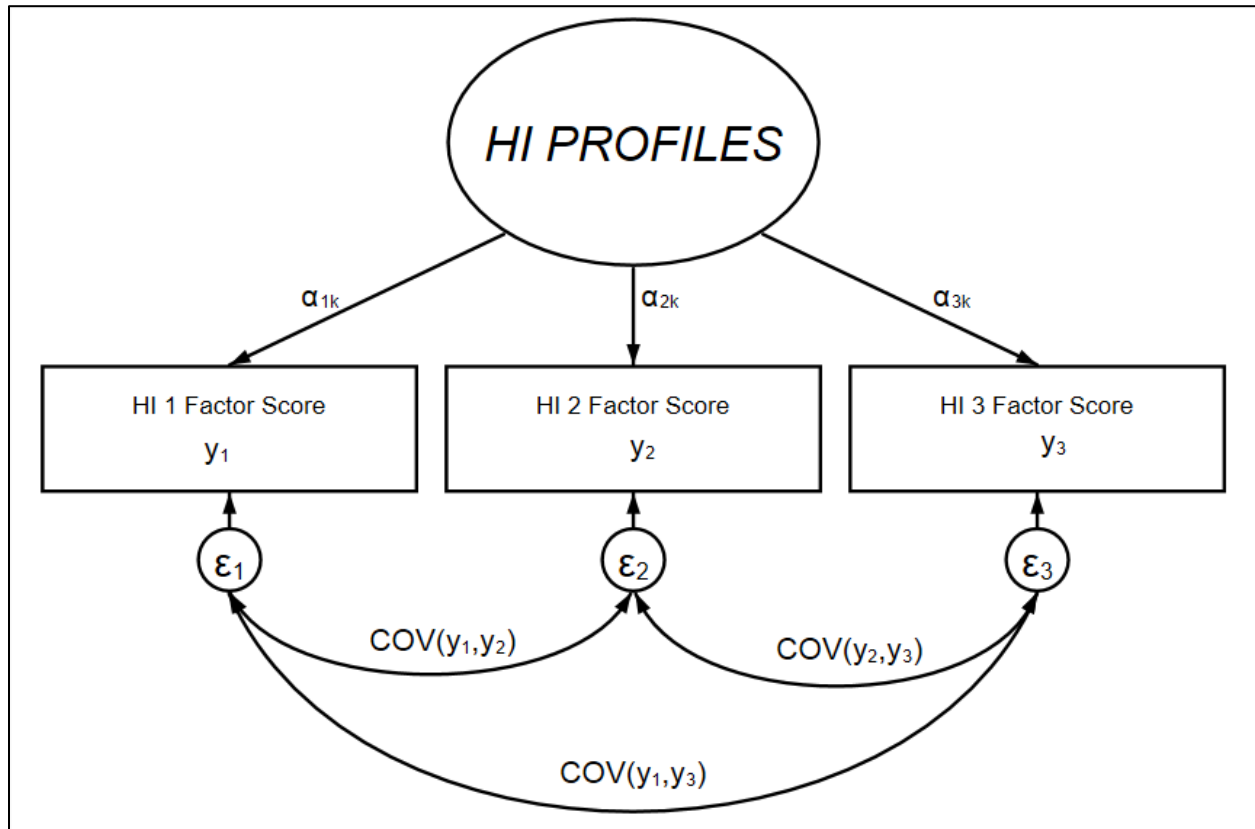 HI PROFILES
α1k
α2k
α3k
HI 1 Factor Score
y1
HI 2 Factor Score
y2
HI 3 Factor Score
y3
ε1
ε2
ε3
COV(y1,y2)
COV(y2,y3)
COV(y1,y3)